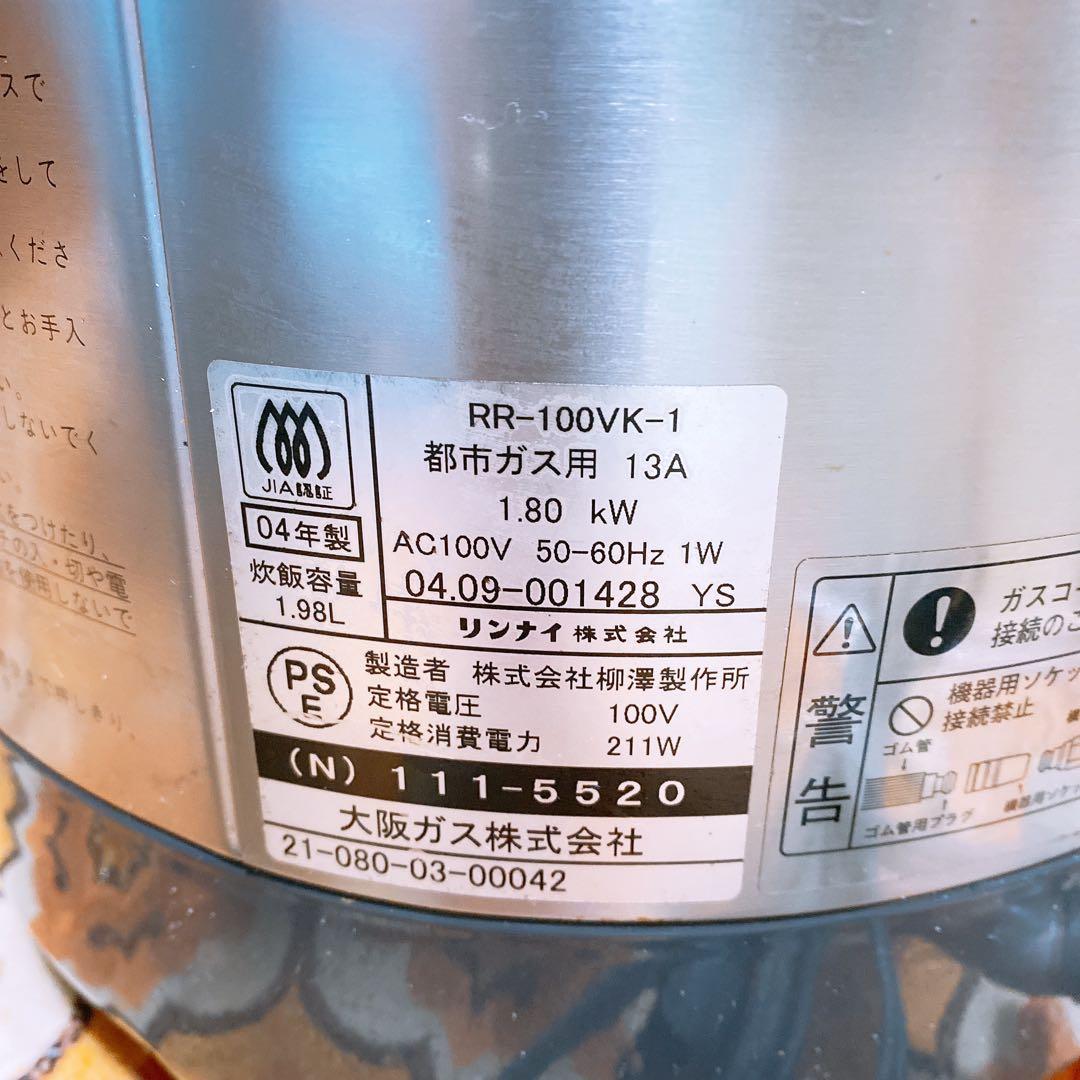 スで
をして
くださ
とお手入
い。
しないでく
い。
をつけたり、
の入・切や電
を使用しないで
JIA認証
04年製
炊飯容量
1.98L
RR-100VK-1
都市ガス用 13A
1.80 kW
AC100V 50-60Hz 1W
04.09-001428 YS
リンナイ株式会社
PSE
製造者 株式会社柳澤製作所
定格電圧 100V
定格消費電力 211W
(N) 111-5520
大阪ガス株式会社
21-080-03-00042
警告
ガスコー
接続のこ
機器用ソケッ
接続禁止
ゴム管
ゴム管用プラグ
機器用ソケッ